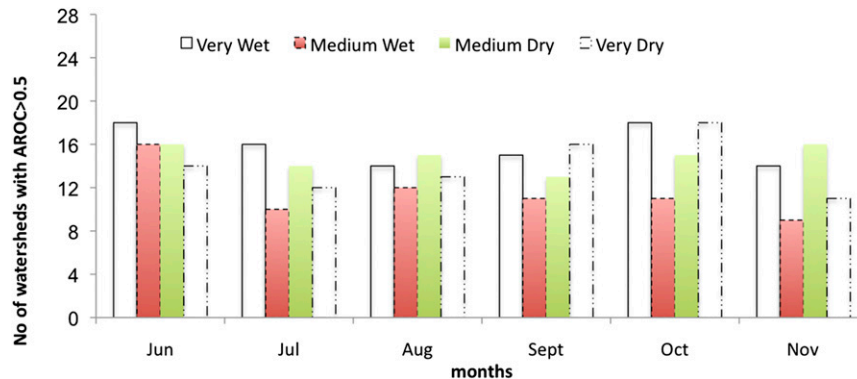 28
24
20
16
12
8
4
0
No of watersheds with AROC>0.5
Very Wet Medium Wet Medium Dry Very Dry
Jun Jul Aug Sept Oct Nov
months